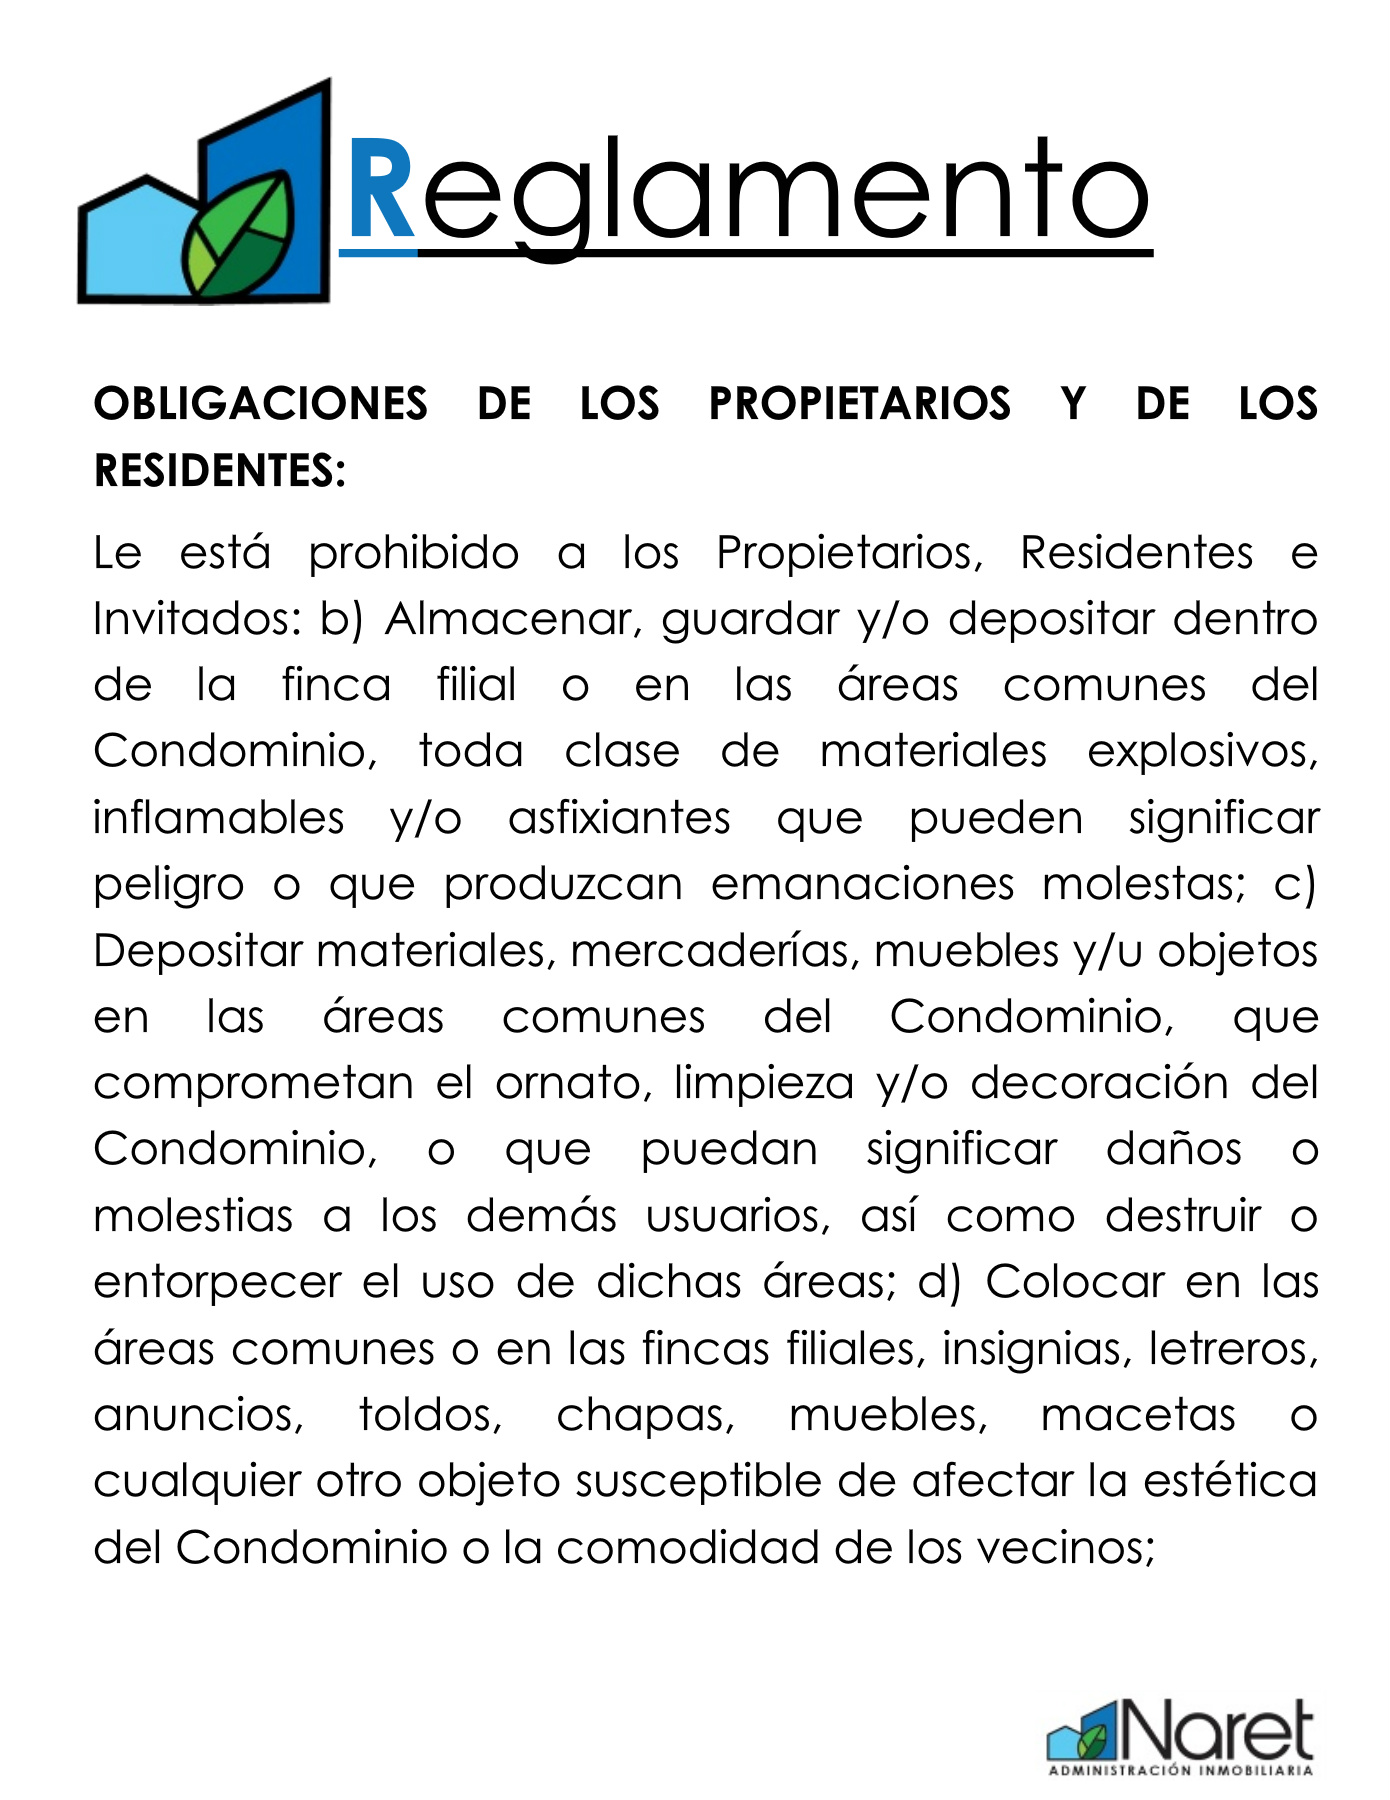 Reglamento
OBLIGACIONES DE LOS PROPIETARIOS Y DE LOS
RESIDENTES:
Le está prohibido a los Propietarios, Residentes e
Invitados: b) Almacenar, guardar y/o depositar dentro
de la finca filial o en las áreas comunes del
Condominio, toda clase de materiales explosivos,
inflamables y/o asfixiantes que pueden significar
peligro o que produzcan emanaciones molestas; c)
Depositar materiales, mercaderías, muebles y/u objetos
en las áreas comunes del Condominio, que
comprometan el ornato, limpieza y/o decoración del
Condominio, o que puedan significar daños o
molestias a los demás usuarios, así como destruir o
entorpecer el uso de dichas áreas; d) Colocar en las
áreas comunes o en las fincas filiales, insignias, letreros,
anuncios, toldos, chapas, muebles, macetas o
cualquier otro objeto susceptible de afectar la estética
del Condominio o la comodidad de los vecinos;
Naret
ADMINISTRACIÓN INMOBILIARIA